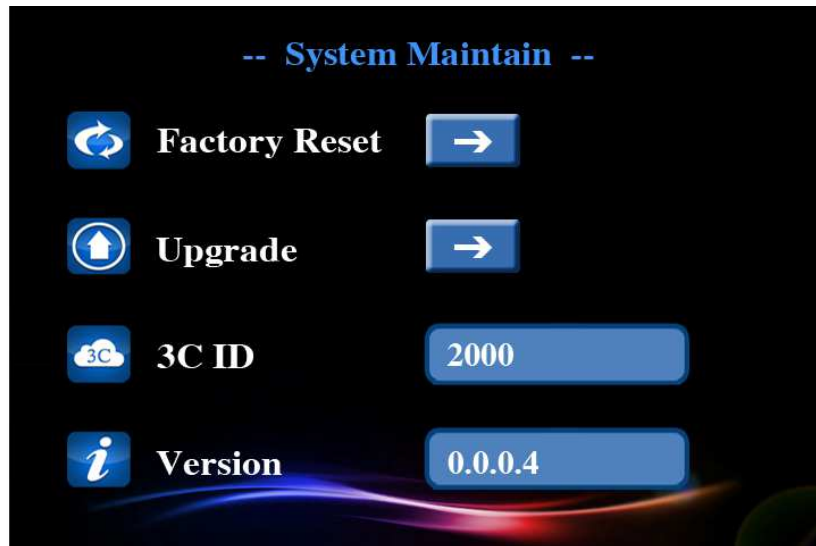 -- System Maintain --
Factory Reset
Upgrade
3C 3C ID 2000
Version 0.0.0.4